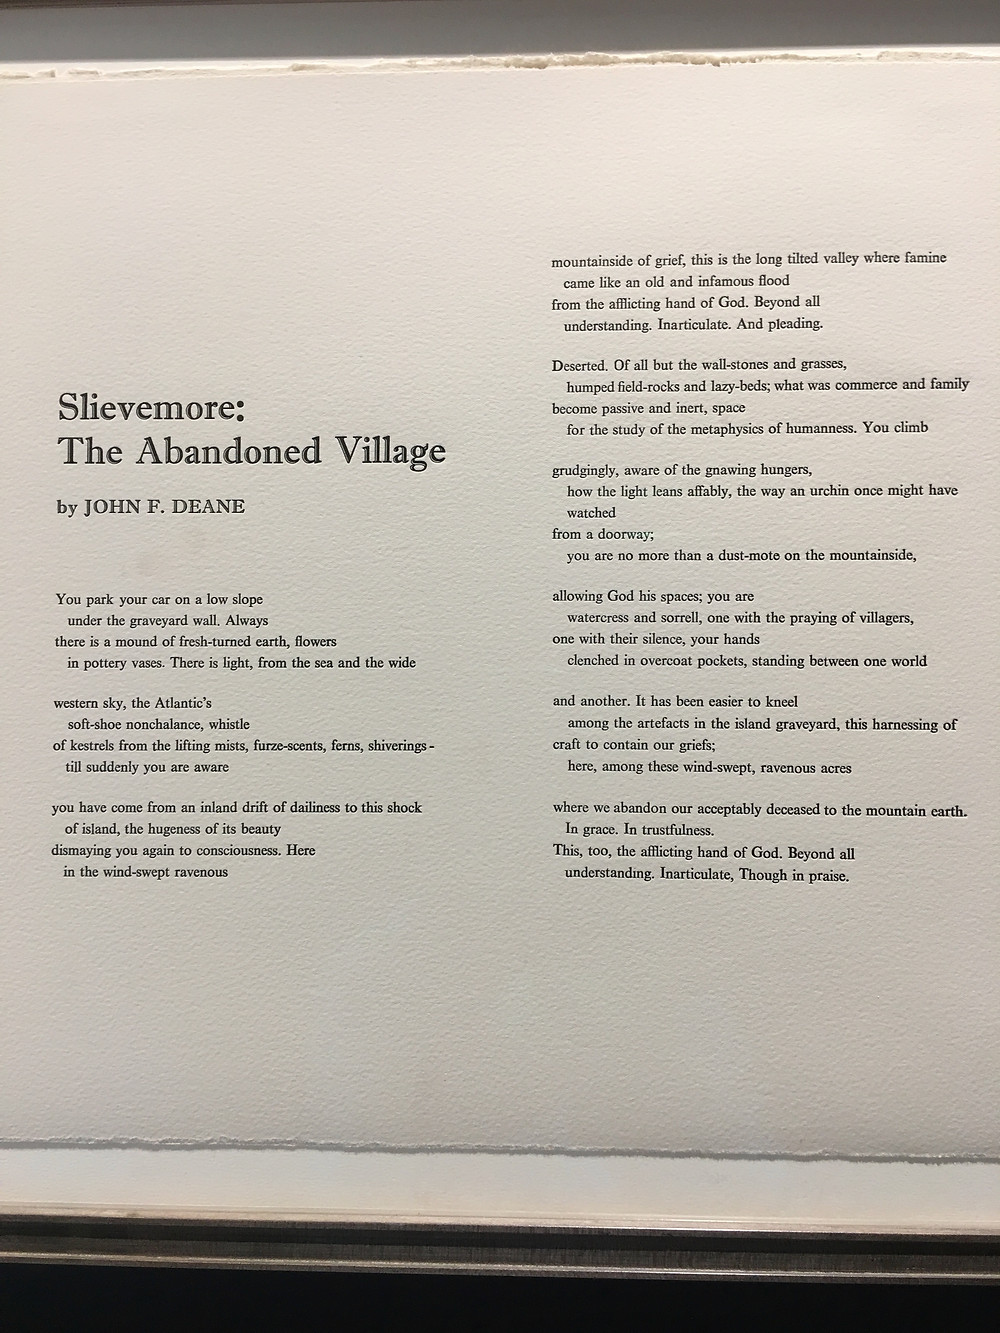 Slievemore:
The Abandoned Village
by JOHN F. DEANE
You park your car on a low slope
under the graveyard wall. Always
there is a mound of fresh-turned earth, flowers
in pottery vases. There is light, from the sea and the wide
western sky, the Atlantic's
soft-shoe nonchalance, whistle
of kestrels from the lifting mists, furze-scents, ferns, shiverings -
till suddenly you are aware
you have come from an inland drift of dailiness to this shock
of island, the hugeness of its beauty
dismaying you again to consciousness. Here
in the wind-swept ravenous
mountainside of grief, this is the long tilted valley where famine
came like an old and infamous flood
from the afflicting hand of God. Beyond all
understanding. Inarticulate. And pleading.
Deserted. Of all but the wall-stones and grasses,
humped field-rocks and lazy-beds; what was commerce and family
become passive and inert, space
for the study of the metaphysics of humanness. You climb
grudgingly, aware of the gnawing hungers,
how the light leans affably, the way an urchin once might have
watched
from a doorway;
you are no more than a dust-mote on the mountainside,
allowing God his spaces; you are
watercress and sorrell, one with the praying of villagers,
one with their silence, your hands
clenched in overcoat pockets, standing between one world
and another. It has been easier to kneel
among the artefacts in the island graveyard, this harnessing of
craft to contain our griefs;
here, among these wind-swept, ravenous acres
where we abandon our acceptably deceased to the mountain earth.
In grace. In trustfulness.
This, too, the afflicting hand of God. Beyond all
understanding. Inarticulate, Though in praise.